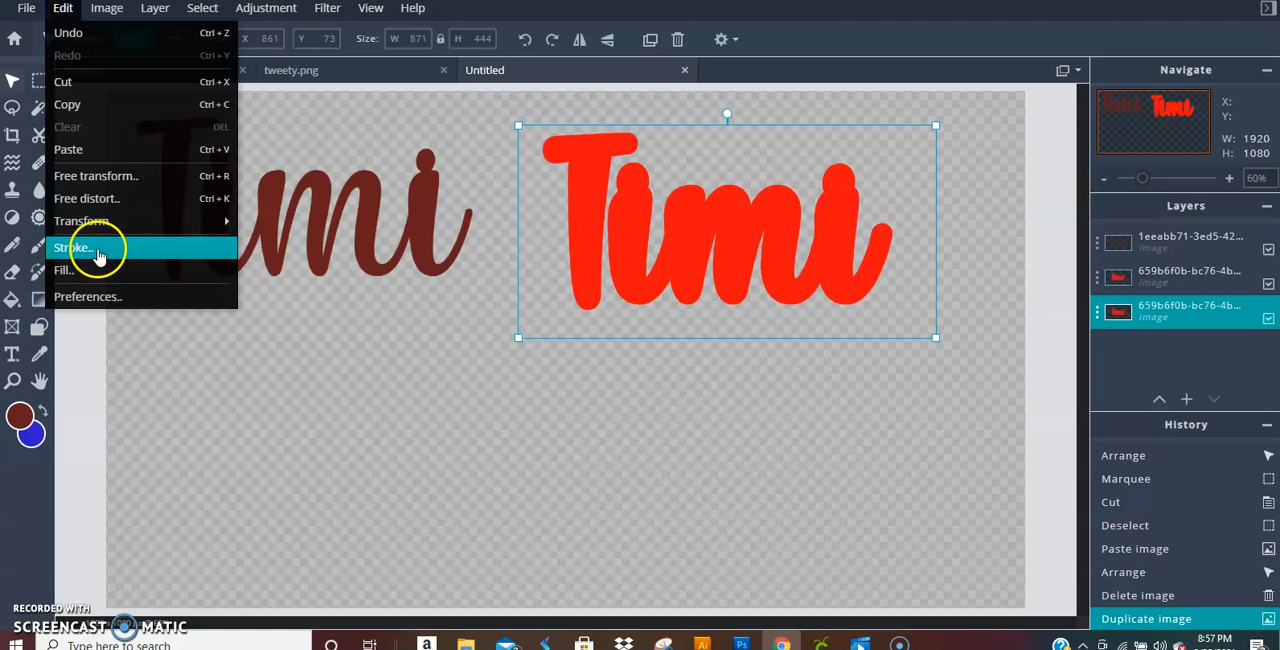 File Edit Image Layer Select Adjustment Filter View Help
Undo Ctrl + Z
Redo Ctrl + Y
Cut Ctrl + X
Copy Ctrl + C
Clear DEL
Paste Ctrl + V
Free transform.. Ctrl + R
Free distort.. Ctrl + K
Transform
Stroke..
Fill..
Preferences..
X 861 Y 73 Size: W 871 H 444
tweety.png
Untitled
Timi
Timi
Navigate
Timi Timi
X:
Y:
W: 1920
H: 1080
- + 60%
Layers
1eeabb71-3ed5-42...
Image
659b6f0b-bc76-4b...
Image
659b6f0b-bc76-4b...
Image
History
Arrange
Marquee
Cut
Deselect
Paste image
Arrange
Delete image
Duplicate image
RECORDED WITH
SCREENCAST MATIC
Type here to search
8:57 PM